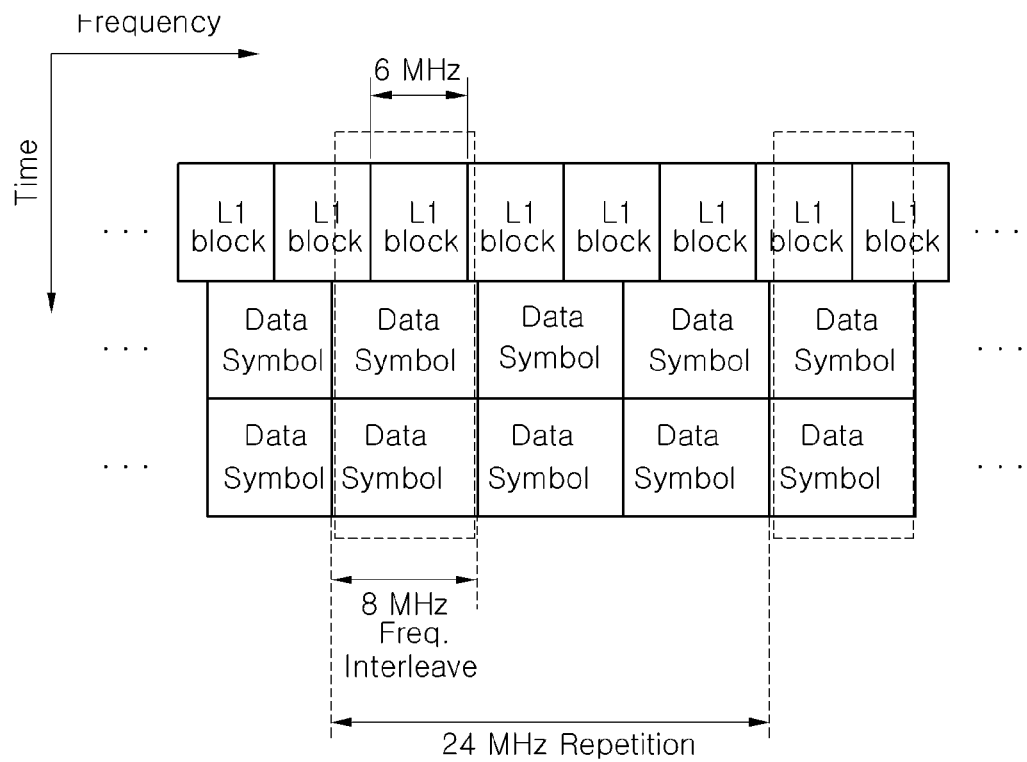 Frequency
6 MHz
Time
L1 L1 L1 L1 L1 L1 L1 L1
... block block block block block block block block ...
Data Data Data Data Data
... Symbol Symbol Symbol Symbol Symbol ...
Data Data Data Data Data
... Symbol Symbol Symbol Symbol Symbol ...
8 MHz
Freq.
Interleave
24 MHz Repetition